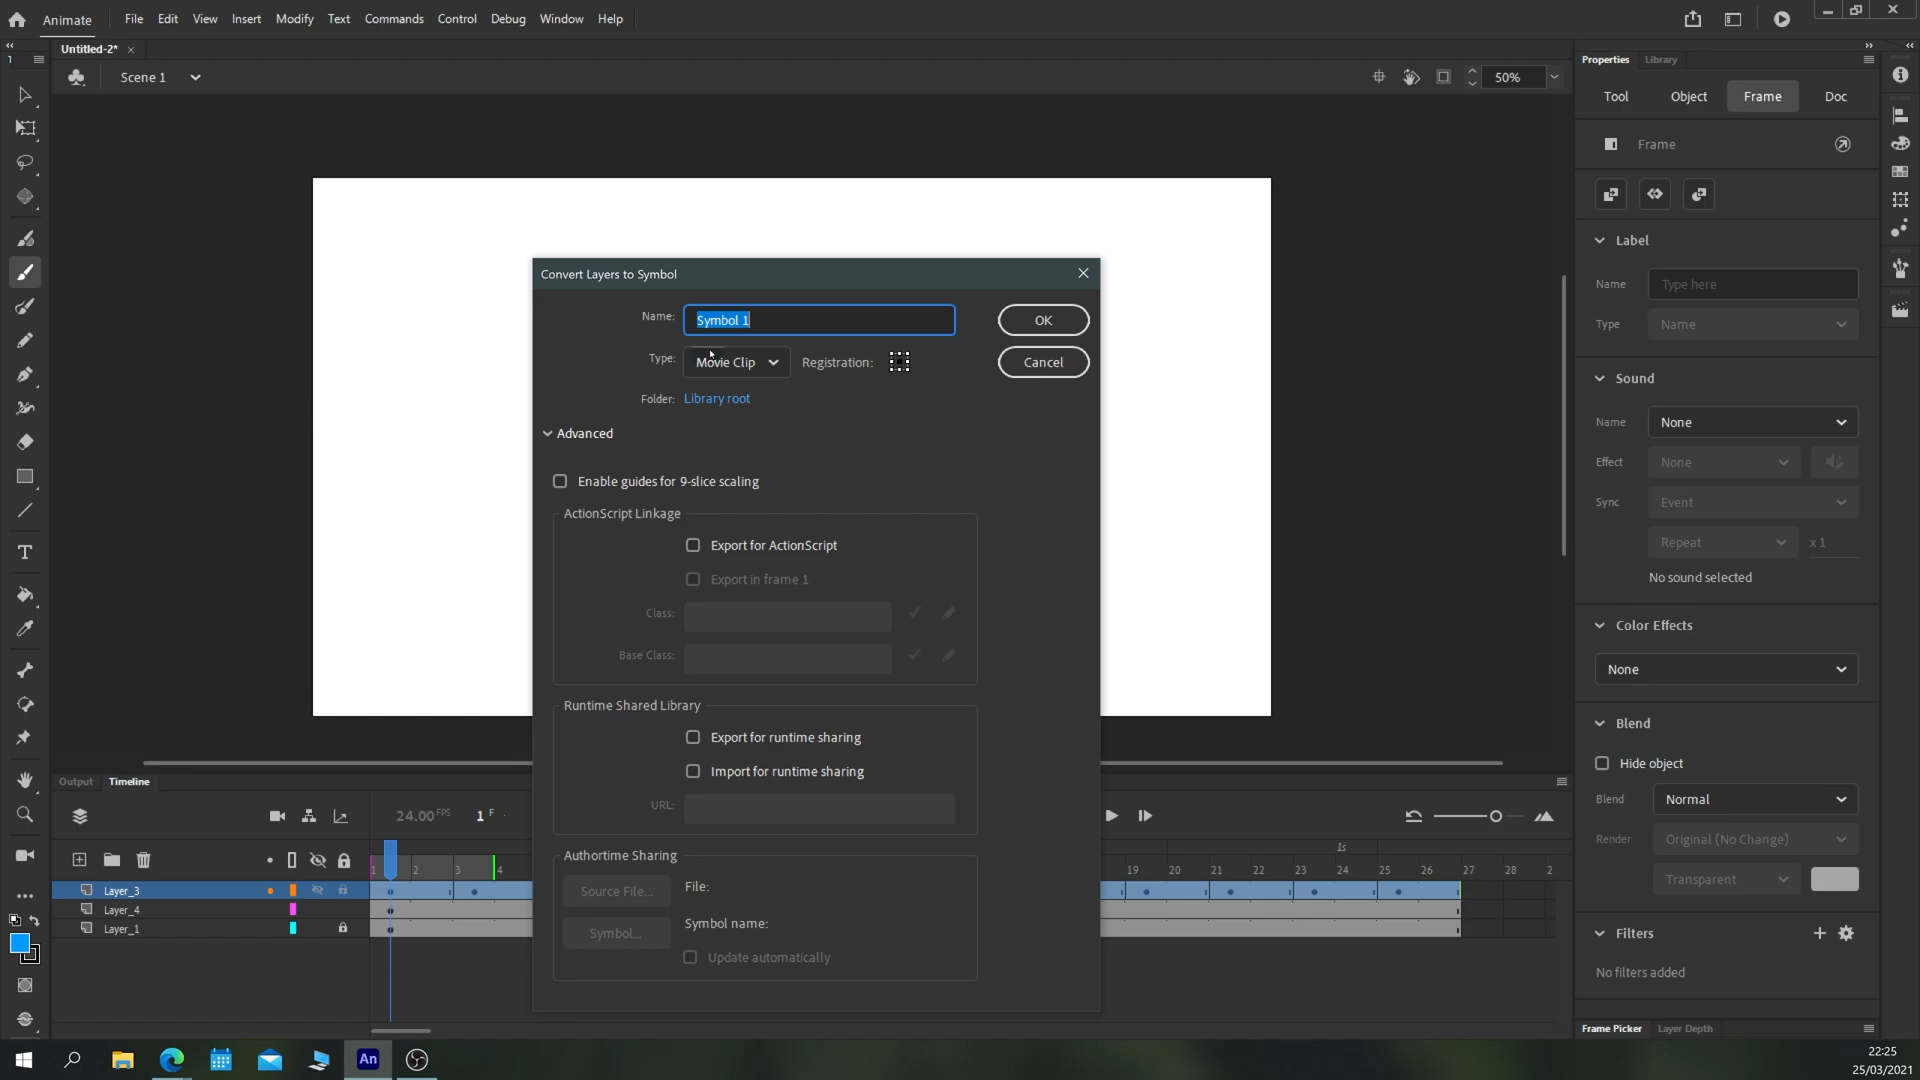 Animate File Edit View Insert Modify Text Commands Control Debug Window Help
1 Untitled-2*
Properties Library
Scene 1 50%
Tool Object Frame Doc
Frame
Label
Name Type here
Type Name
Sound
Name None
Effect None
Sync Event
Repeat x 1
No sound selected
Color Effects
None
Blend
Hide object
Blend Normal
Render Original (No Change)
Transparent
Filters
No filters added
Frame Picker Layer Depth
Convert Layers to Symbol
Name: Symbol 1 OK
Type: Movie Clip Registration: Cancel
Folder: Library root
Advanced
Enable guides for 9-slice scaling
ActionScript Linkage
Export for ActionScript
Export in frame 1
Class:
Base Class:
Runtime Shared Library
Export for runtime sharing
Import for runtime sharing
URL:
Authortime Sharing
Source File... File:
Symbol... Symbol name:
Update automatically
Output Timeline
24.00 FPS 1 F
1s
1 2 3 4 19 20 21 22 23 24 25 26 27 28 2
Layer_3
Layer_4
Layer_1
An
22:25
25/03/2021